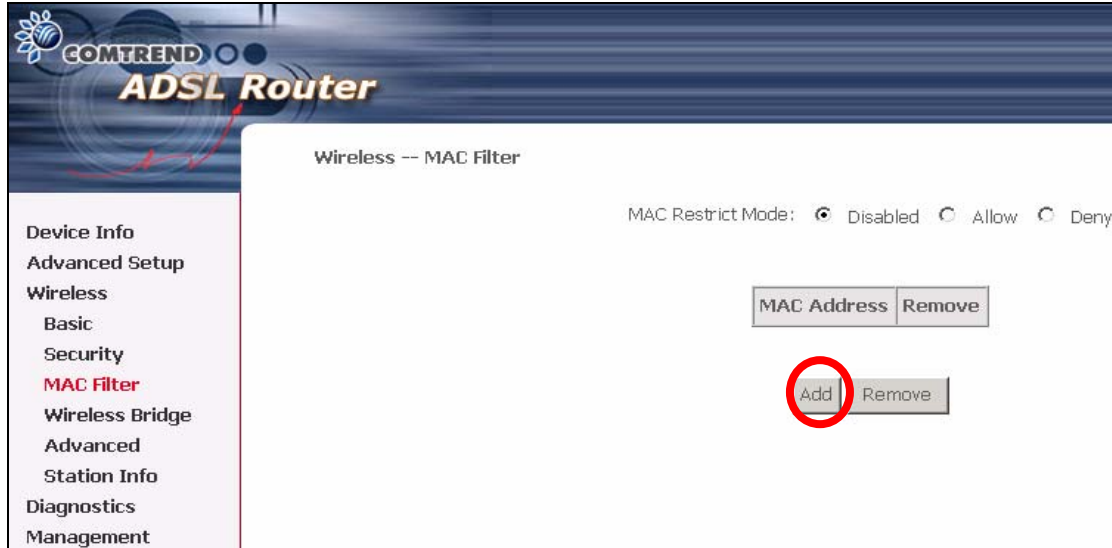 COMTREND
ADSL Router
Wireless -- MAC Filter
MAC Restrict Mode: Disabled Allow Deny
MAC Address Remove
Add Remove
Device Info
Advanced Setup
Wireless
Basic
Security
MAC Filter
Wireless Bridge
Advanced
Station Info
Diagnostics
Management